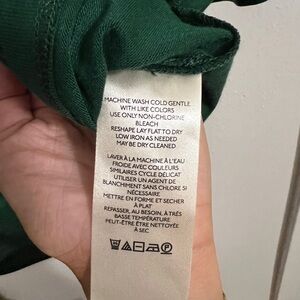 MACHINE WASH COLD GENTLE
WITH LIKE COLORS
USE ONLY NON-CHLORINE
BLEACH
RESHAPE LAY FLAT TO DRY
LOW IRON AS NEEDED
MAY BE DRY CLEANED
LAVER À LA MACHINE À L'EAU
FROIDE AVEC COULEURS
SIMILAIRES CYCLE DÉLICAT
UTILISER UN AGENT DE
BLANCHIMENT SANS CHLORE SI
NÉCESSAIRE
METTRE EN FORME ET SECHER
À PLAT
REPASSER, AU BESOIN, À TRÈS
BASSE TEMPÉRATURE
PEUT-ÊTRE ÊTRE NETTOYÉE
À SEC